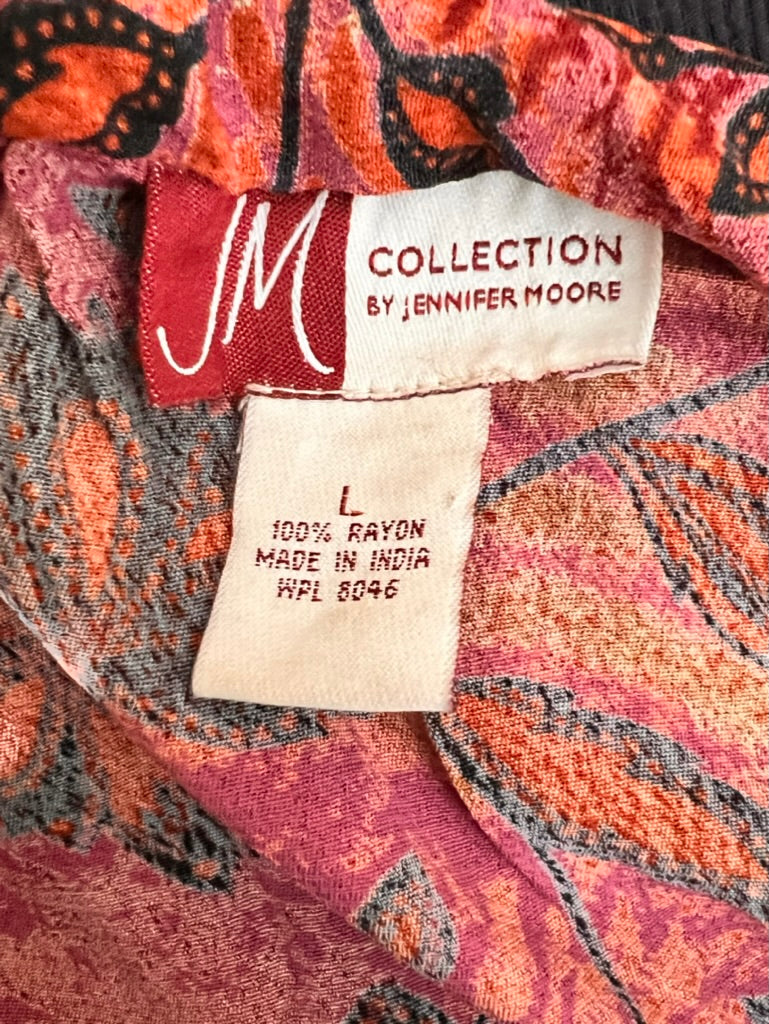 JM
COLLECTION
BY JENNIFER MOORE
L
100% RAYON
MADE IN INDIA
WPL 8046